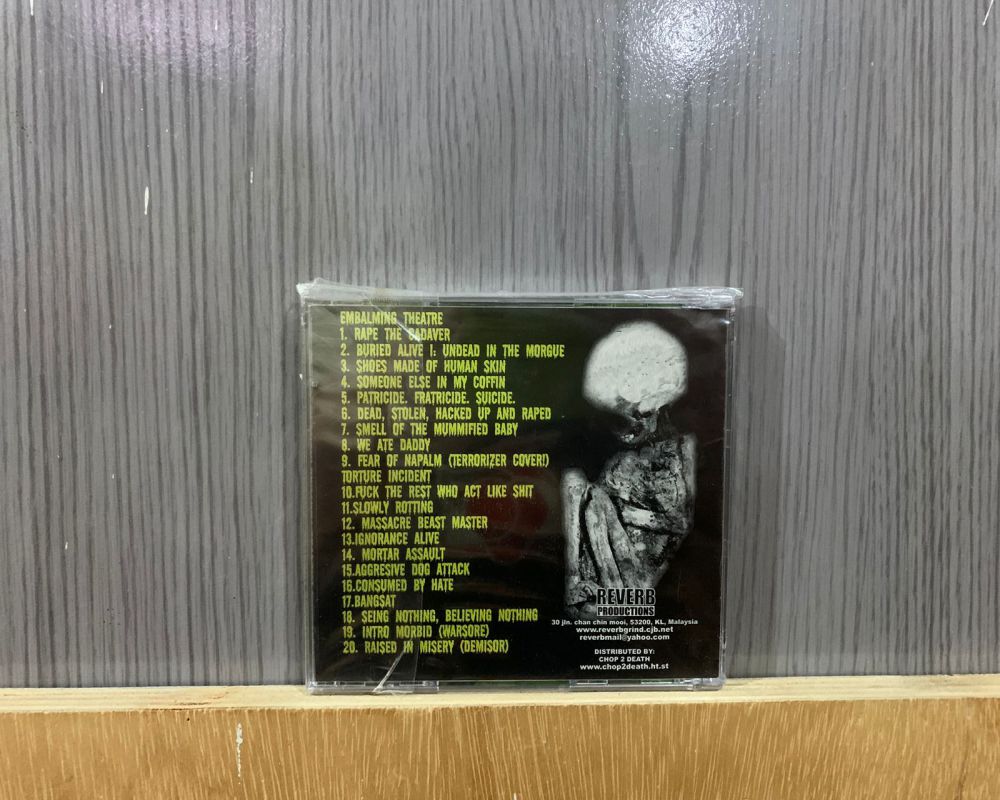 EMBALMING THEATRE
1. RAPE THE CADAVER
2. BURIED ALIVE I: UNDEAD IN THE MORGUE
3. SHOES MADE OF HUMAN SKIN
4. SOMEONE ELSE IN MY COFFIN
5. PATRICIDE. FRATRICIDE. SUICIDE.
6. DEAD, STOLEN, HACKED UP AND RAPED
7. SMELL OF THE MUMMIFIED BABY
8. WE ATE DADDY
9. FEAR OF NAPALM (TERRORIZER COVER!)
TORTURE INCIDENT
10.FUCK THE REST WHO ACT LIKE SHIT
11.SLOWLY ROTTING
12. MASSACRE BEAST MASTER
13.IGNORANCE ALIVE
14. MORTAR ASSAULT
15.AGGRESIVE DOG ATTACK
16.CONSUMED BY HATE
17.BANGSAT
18. SEING NOTHING, BELIEVING NOTHING
19. INTRO MORBID (WARSORE)
20. RAISED IN MISERY (DEMISOR)
REVERB
PRODUCTIONS
30 jln. chan chin mooi, 53200, KL, Malaysia
www.reverbgrind.cjb.net
reverbmail@yahoo.com
DISTRIBUTED BY:
CHOP 2 DEATH
www.chop2death.ht.st